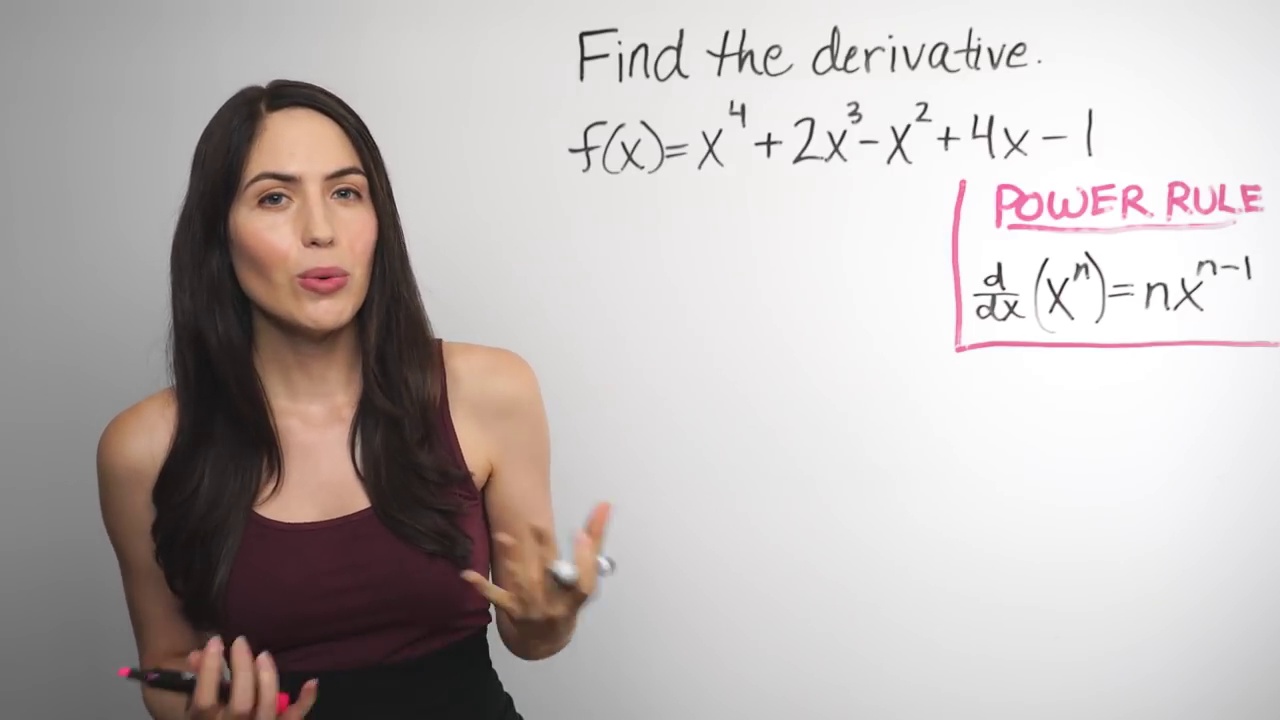 Find the derivative.
f(x)=x⁴+2x³-x²+4x-1
POWER RULE
d/dx(xⁿ)=nxⁿ⁻¹